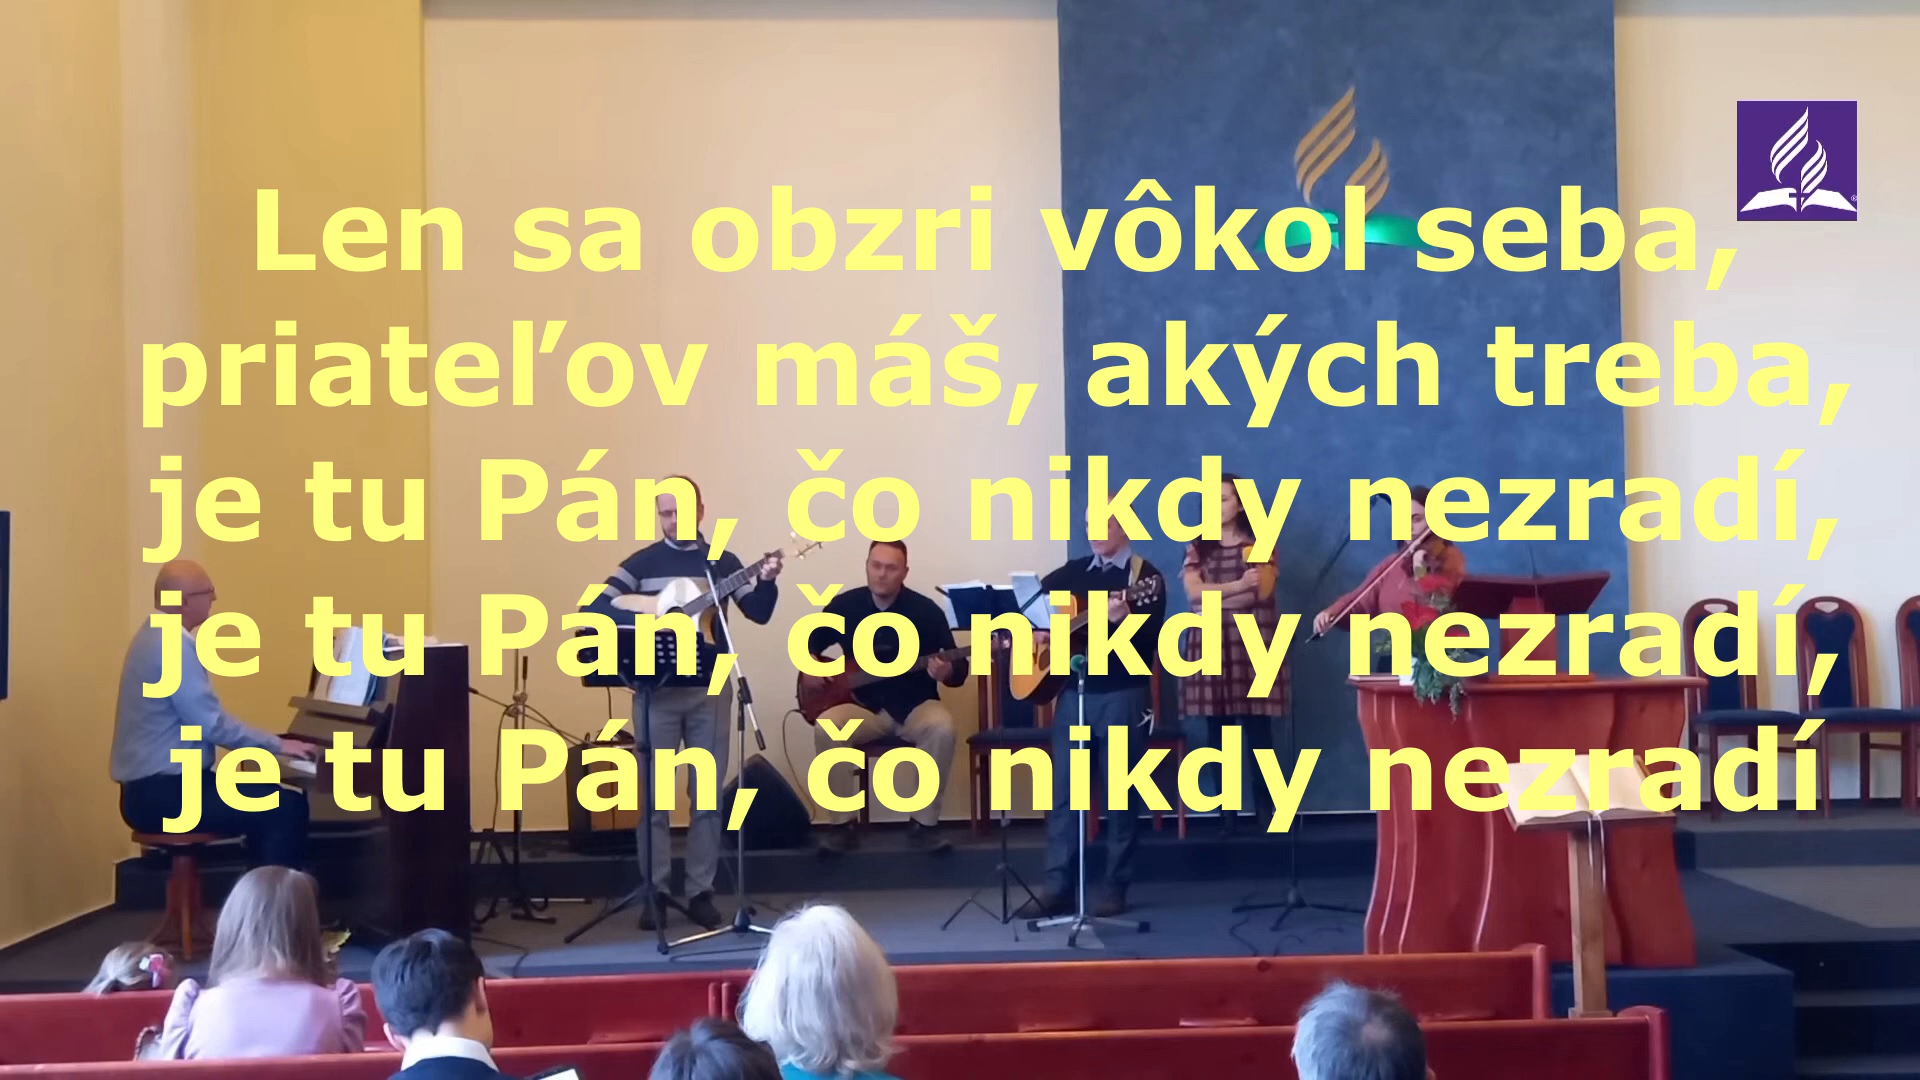 Len sa obzri vôkol seba,
priateľov máš, akých treba,
je tu Pán, čo nikdy nezradí,
je tu Pán, čo nikdy nezradí,
je tu Pán, čo nikdy nezradí